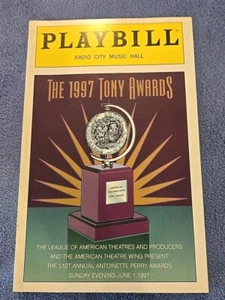 PLAYBILL®
RADIO CITY MUSIC HALL
THE 1997 TONY AWARDS
THE LEAGUE OF AMERICAN THEATRES AND PRODUCERS
AND THE AMERICAN THEATRE WING PRESENT
THE 51ST ANNUAL ANTOINETTE PERRY AWARDS
SUNDAY EVENING JUNE 1, 1997